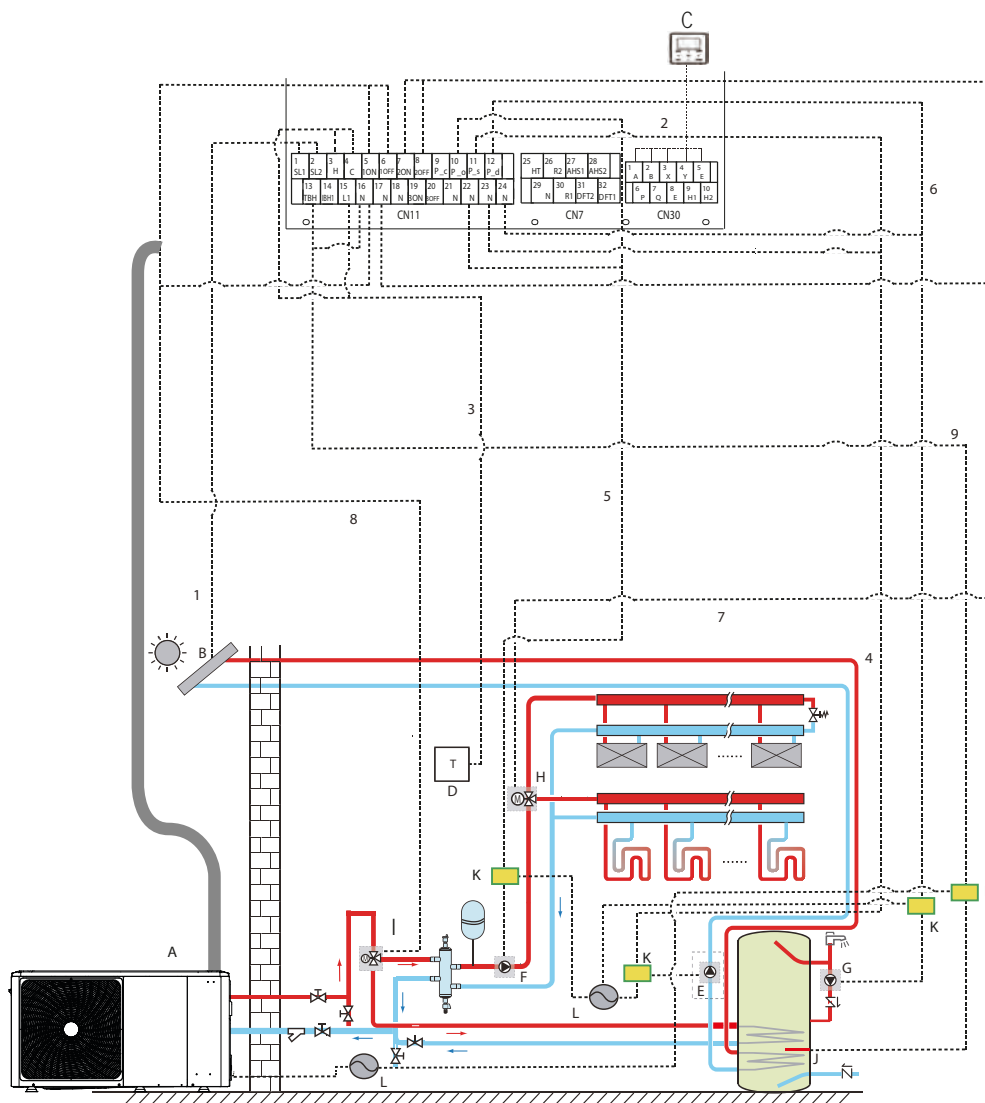 C
2
1 2 3 4 5 6 7 8 9 10 11 12
SL1 SL2 H C 1ON 1OFF 2ON 2OFF P_c P_o P_s P_d
13 14 15 16 17 18 19 20 21 22 23 24
TBH IBH1 L1 N N N 3ON 3OFF N N N N
CN11
25 26 27 28
HT R2 AHS1 AHS2
29 30 31 32
N R1 DFT2 DFT1
CN7
1 2 3 4 5
A B X Y E
6 7 8 9 10
P Q E H1 H2
CN30
6
3
9
5
8
1
7
B
4
T
D
H
M
K
I
M
A
F
K
K
G
E
L
J
L